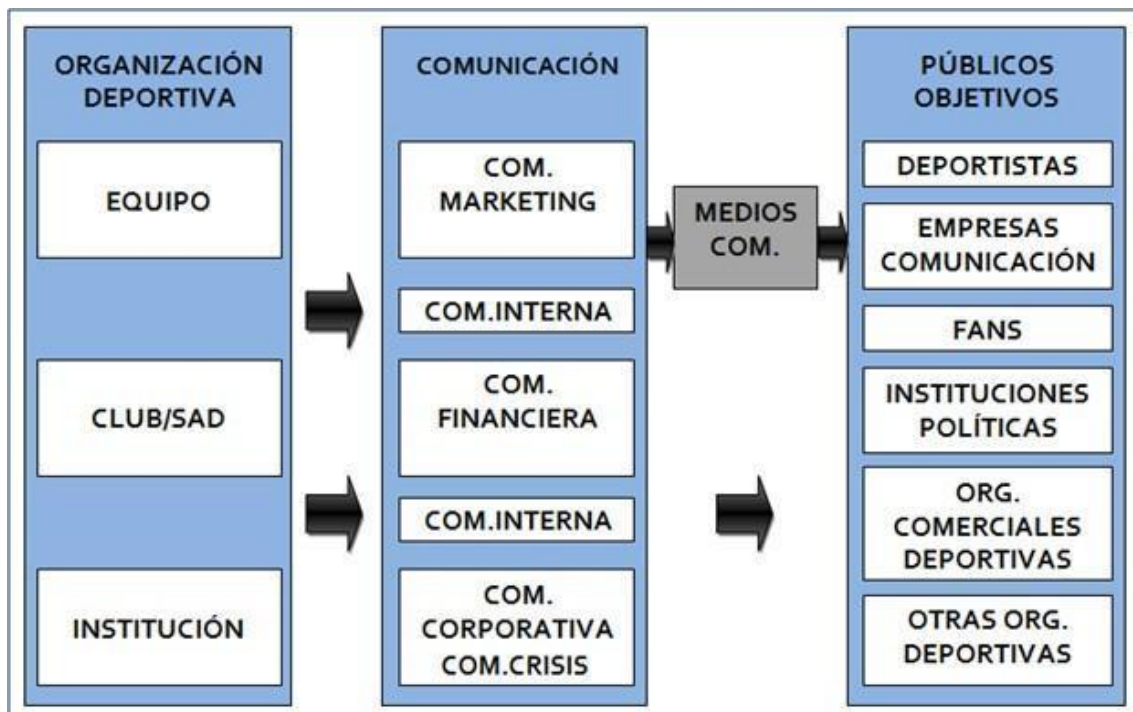 ORGANIZACIÓN
DEPORTIVA
EQUIPO
CLUB/SAD
INSTITUCIÓN
COMUNICACIÓN
COM.
MARKETING
COM.INTERNA
COM.
FINANCIERA
COM.INTERNA
COM.
CORPORATIVA
COM.CRISIS
MEDIOS
COM.
PÚBLICOS
OBJETIVOS
DEPORTISTAS
EMPRESAS
COMUNICACIÓN
FANS
INSTITUCIONES
POLÍTICAS
ORG.
COMERCIALES
DEPORTIVAS
OTRAS ORG.
DEPORTIVAS